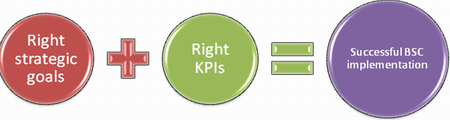 Right
strategic
goals
Right
KPIs
Successful BSC
implementation